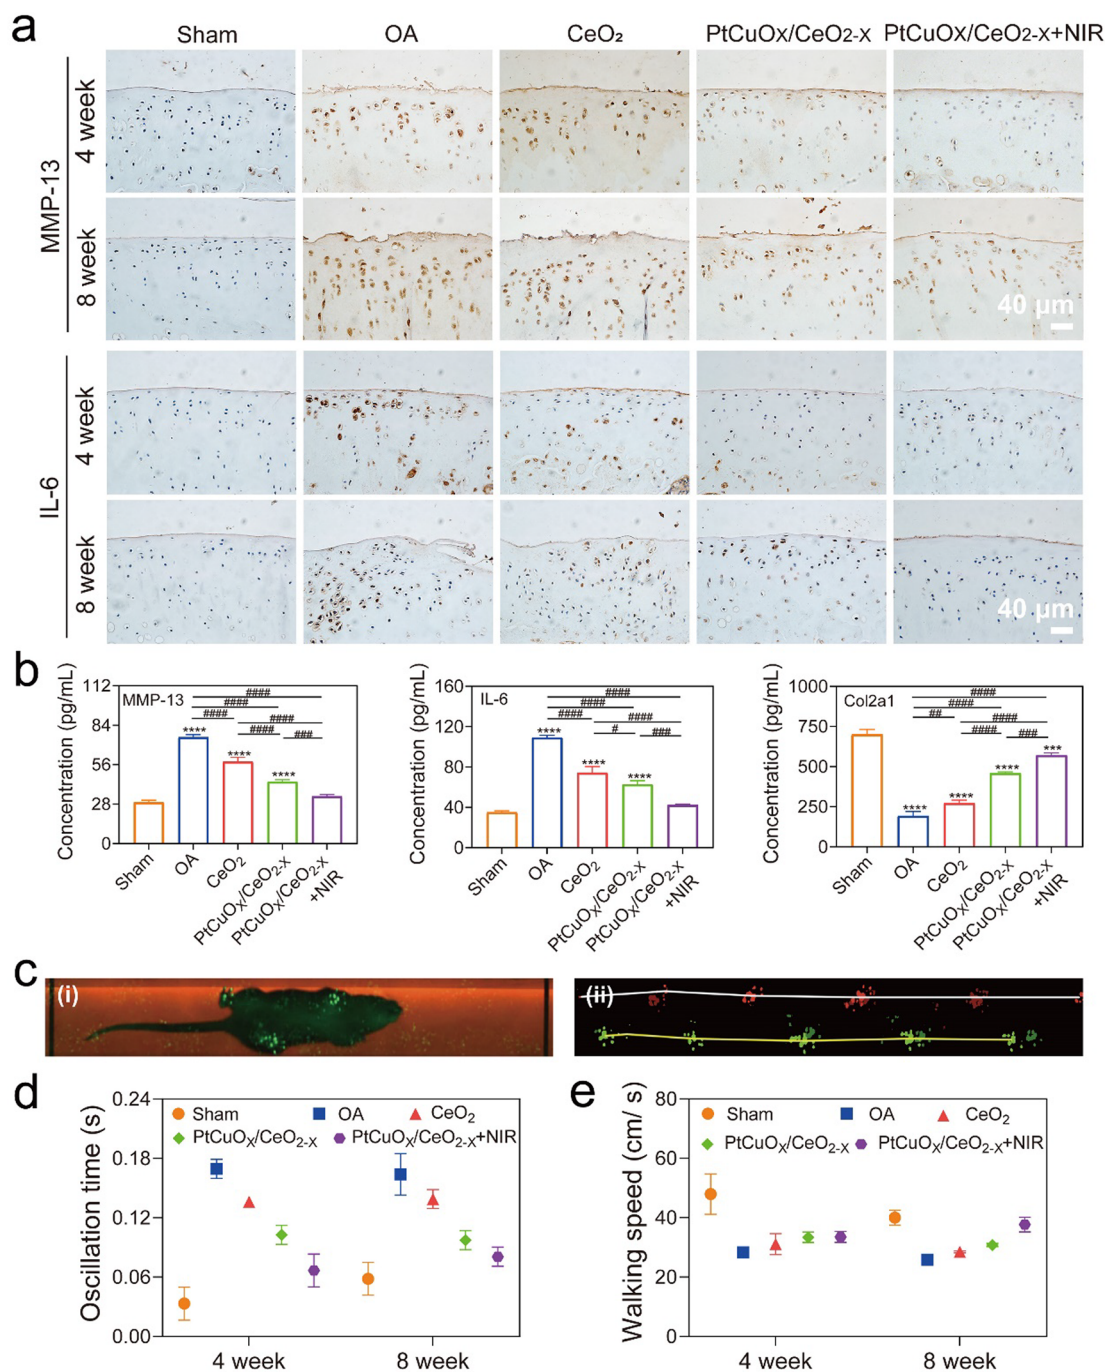 a
Sham OA CeO₂ PtCuOx/CeO2-x PtCuOx/CeO2-x+NIR
MMP-13
4 week
8 week
40 µm
IL-6
4 week
8 week
40 µm
b
Concentration (pg/mL)
112
84
56
28
0
MMP-13
####
####
#### ####
####
###
**** **** ****
Sham
OA
CeO₂
PtCuOX/CeO2-X
PtCuOX/CeO2-X
+NIR
Concentration (pg/mL)
160
120
80
40
0
IL-6
####
####
#### ####
#
###
**** **** ****
Sham
OA
CeO₂
PtCuOX/CeO2-X
PtCuOX/CeO2-X
+NIR
Concentration (pg/mL)
1000
750
500
250
0
Col2a1
####
####
## ####
####
###
**** **** **** ***
Sham
OA
CeO₂
PtCuOX/CeO2-X
PtCuOX/CeO2-X
+NIR
c
(i)
(ii)
d
Oscillation time (s)
0.24
0.18
0.12
0.06
0.00
Sham OA CeO₂
PtCuOX/CeO2-X PtCuOX/CeO2-X+NIR
4 week 8 week
e
Walking speed (cm/ s)
80
60
40
20
0
Sham OA CeO₂
PtCuOX/CeO2-X PtCuOX/CeO2-X+NIR
4 week 8 week